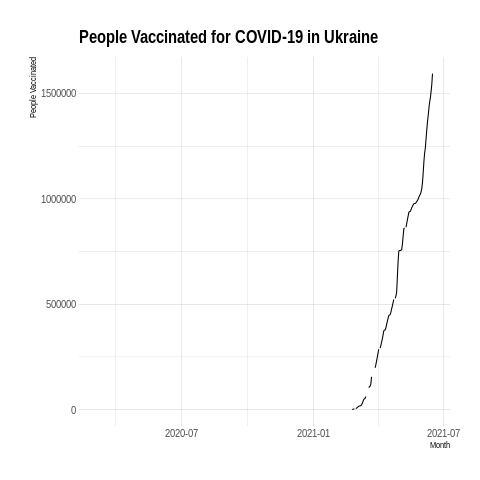 People Vaccinated for COVID-19 in Ukraine
People Vaccinated
1500000
1000000
500000
0
2020-07
2021-01
2021-07
Month